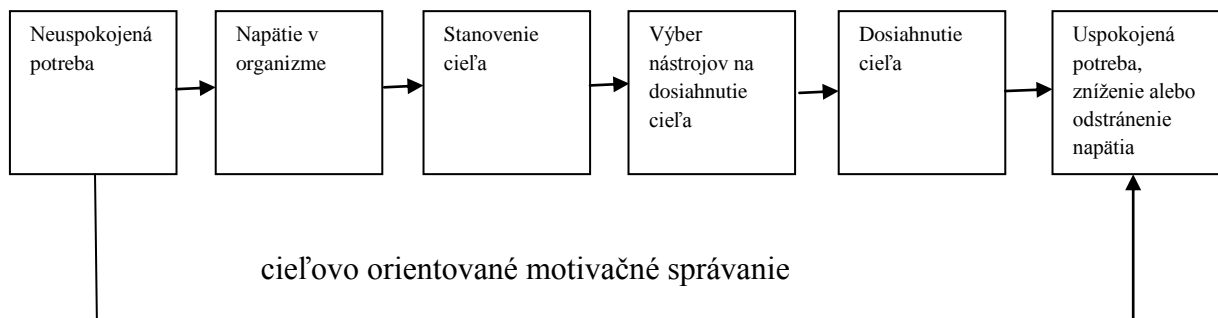 Neuspokojená
potreba
Napätie v
organizme
Stanovenie
cieľa
Výber
nástrojov na
dosiahnutie
cieľa
Dosiahnutie
cieľa
Uspokojená
potreba,
zníženie alebo
odstránenie
napätia
cieľovo orientované motivačné správanie